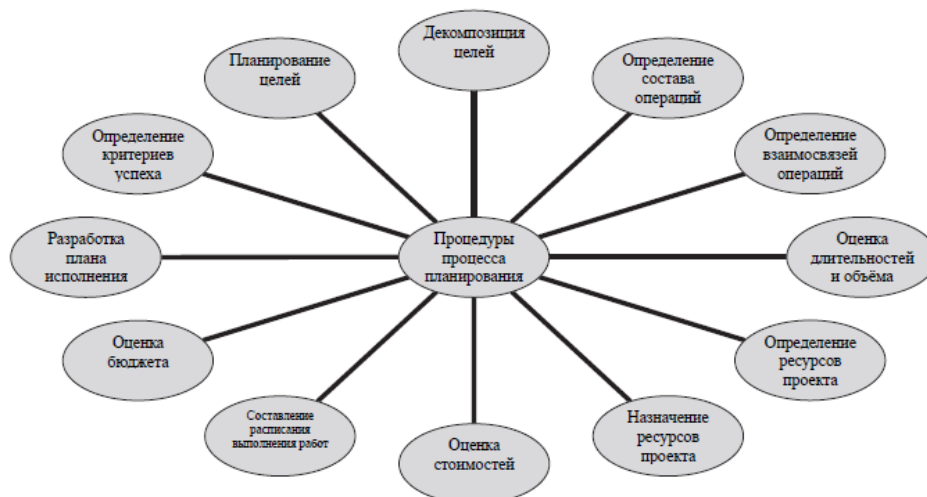 Декомпозиция
целей
Планирование
целей
Определение
состава
операций
Определение
критериев
успеха
Определение
взаимосвязей
операций
Разработка
плана
исполнения
Процедуры
процесса
планирования
Оценка
длительностей
и объёма
Оценка
бюджета
Определение
ресурсов
проекта
Составление
расписания
выполнения работ
Оценка
стоимостей
Назначение
ресурсов
проекта